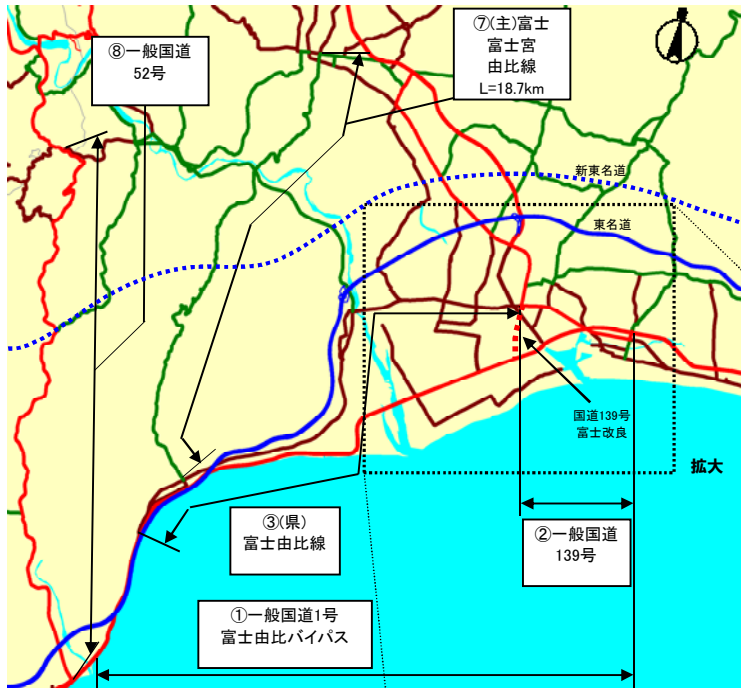 ⑧一般国道
52号
⑦(主)富士
富士宮
由比線
L=18.7km
新東名道
東名道
国道139号
富士改良
拡大
②一般国道
139号
③(県)
富士由比線
①一般国道1号
富士由比バイパス